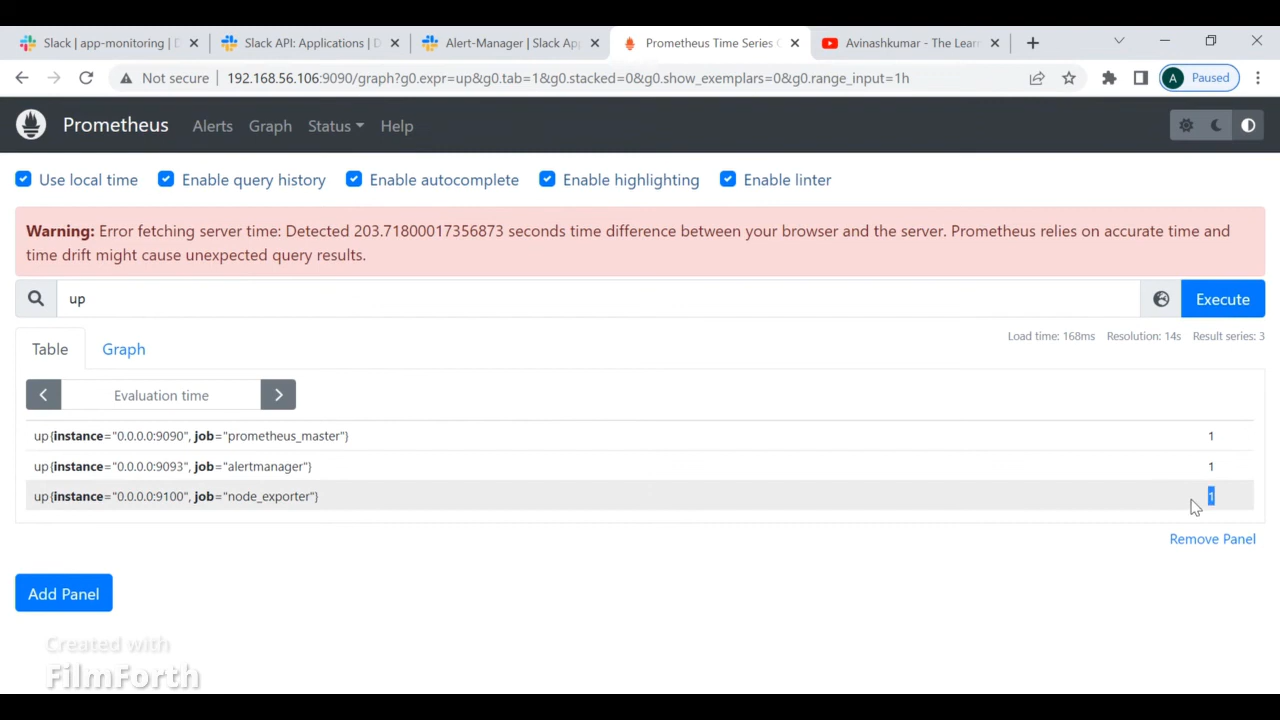 Slack | app-monitoring | D
Slack API: Applications | D
Alert-Manager | Slack Ap
Prometheus Time Series C
Avinashkumar - The Lear
Not secure
192.168.56.106:9090/graph?g0.expr=up&g0.tab=1&g0.stacked=0&g0.show_exemplars=0&g0.range_input=1h
A Paused
Prometheus Alerts Graph Status Help
Use local time Enable query history Enable autocomplete Enable highlighting Enable linter
Warning: Error fetching server time: Detected 203.71800017356873 seconds time difference between your browser and the server. Prometheus relies on accurate time and
time drift might cause unexpected query results.
up Execute
Load time: 168ms Resolution: 14s Result series: 3
Table Graph
Evaluation time
up{instance="0.0.0.0:9090", job="prometheus_master"} 1
up{instance="0.0.0.0:9093", job="alertmanager"} 1
up{instance="0.0.0.0:9100", job="node_exporter"} 1
Remove Panel
Add Panel
Created with
FilmForth